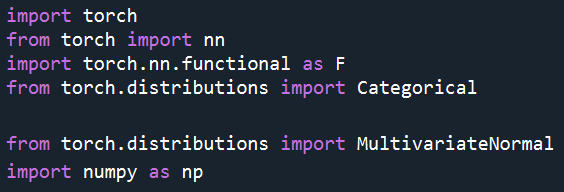 import torch
from torch import nn
import torch.nn.functional as F
from torch.distributions import Categorical
from torch.distributions import MultivariateNormal
import numpy as np